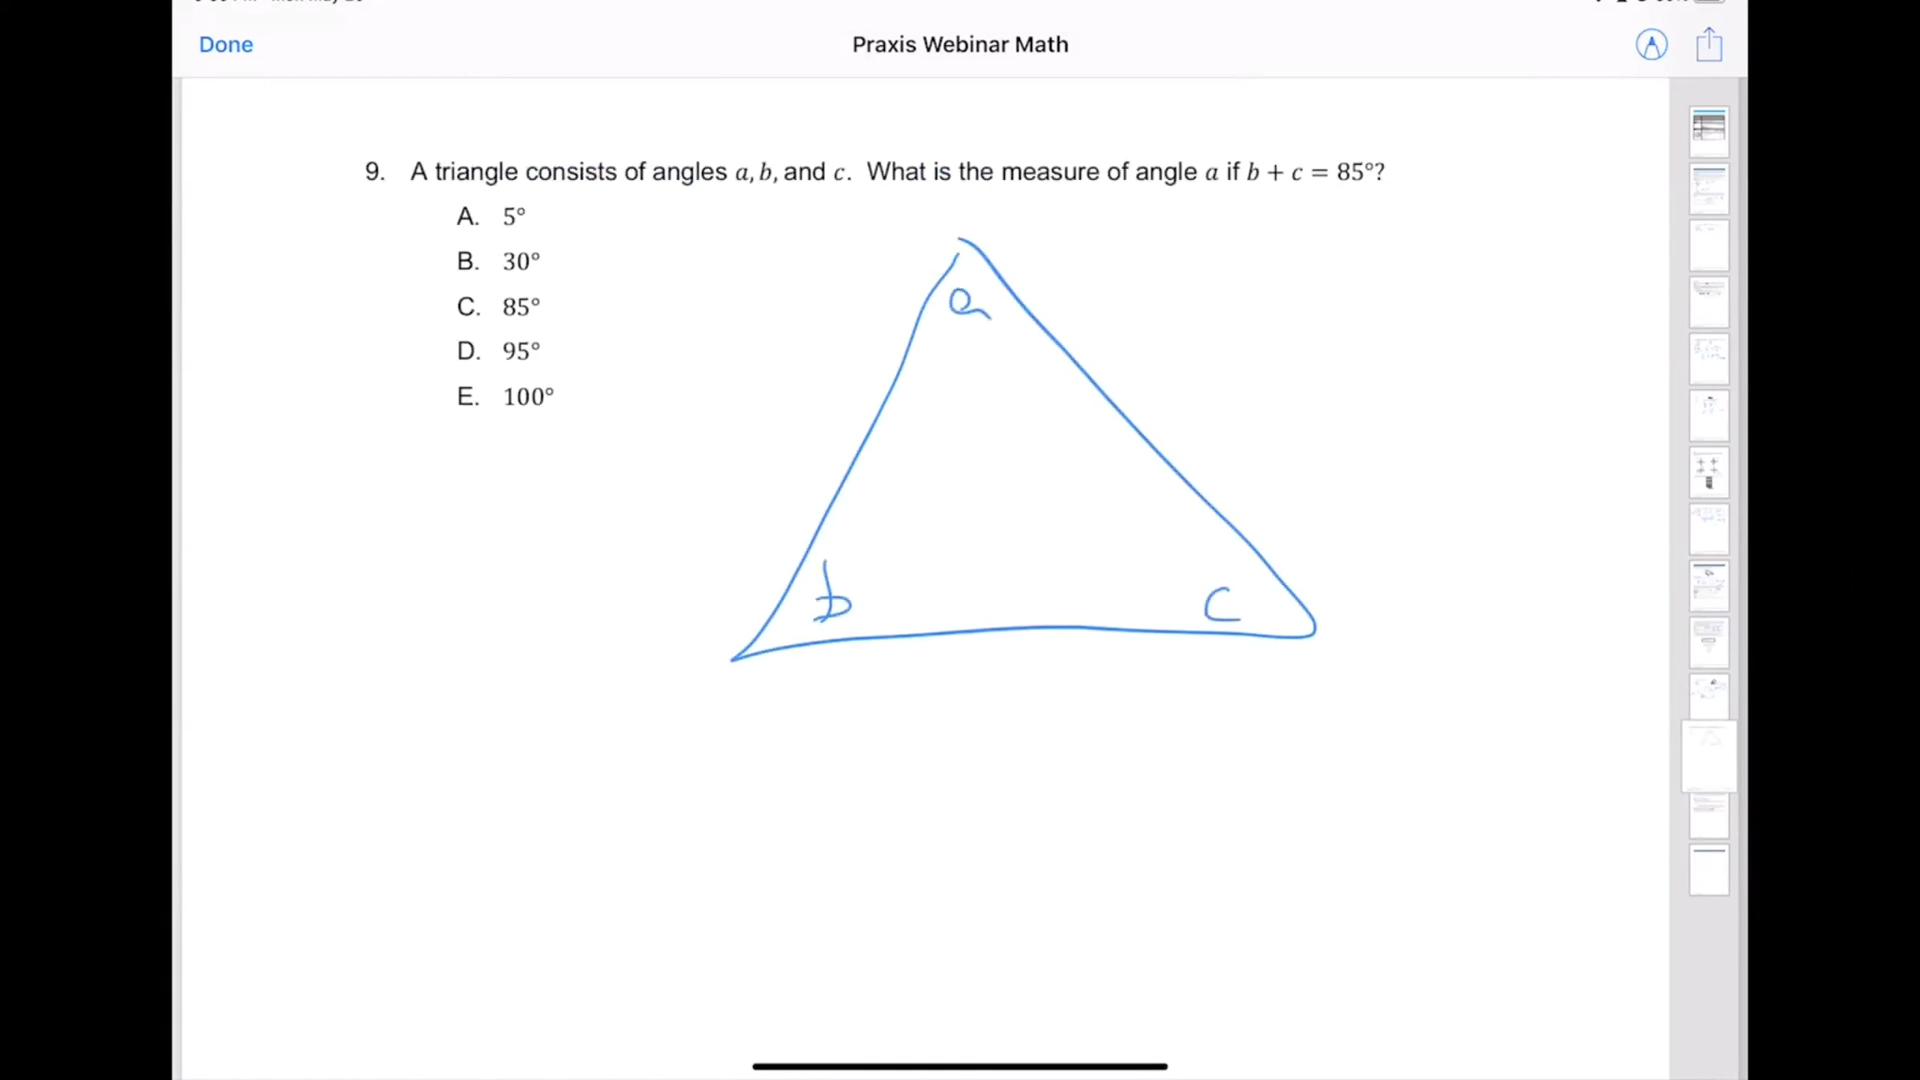 Done
Praxis Webinar Math
9. A triangle consists of angles a, b, and c. What is the measure of angle a if b + c = 85°?
A. 5°
B. 30°
C. 85°
D. 95°
E. 100°
a
b
c